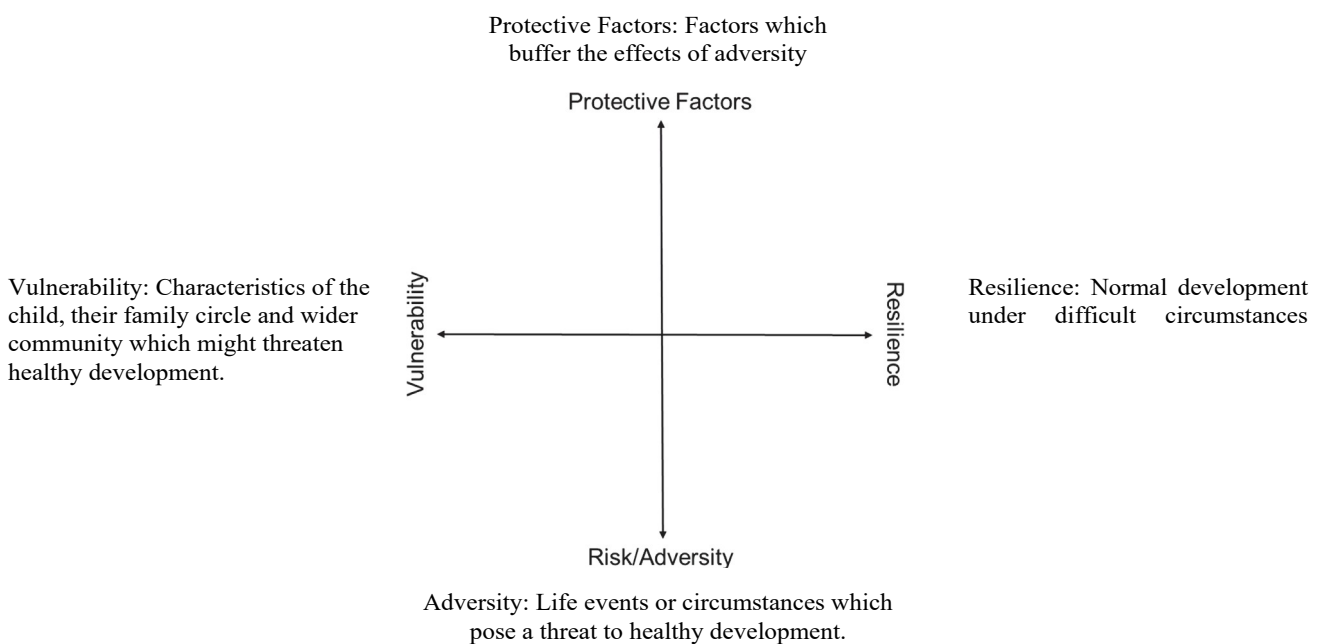 Protective Factors: Factors which
buffer the effects of adversity
Protective Factors
Vulnerability: Characteristics of the
child, their family circle and wider
community which might threaten
healthy development.
Vulnerability
Resilience
Resilience: Normal development
under difficult circumstances
Risk/Adversity
Adversity: Life events or circumstances which
pose a threat to healthy development.